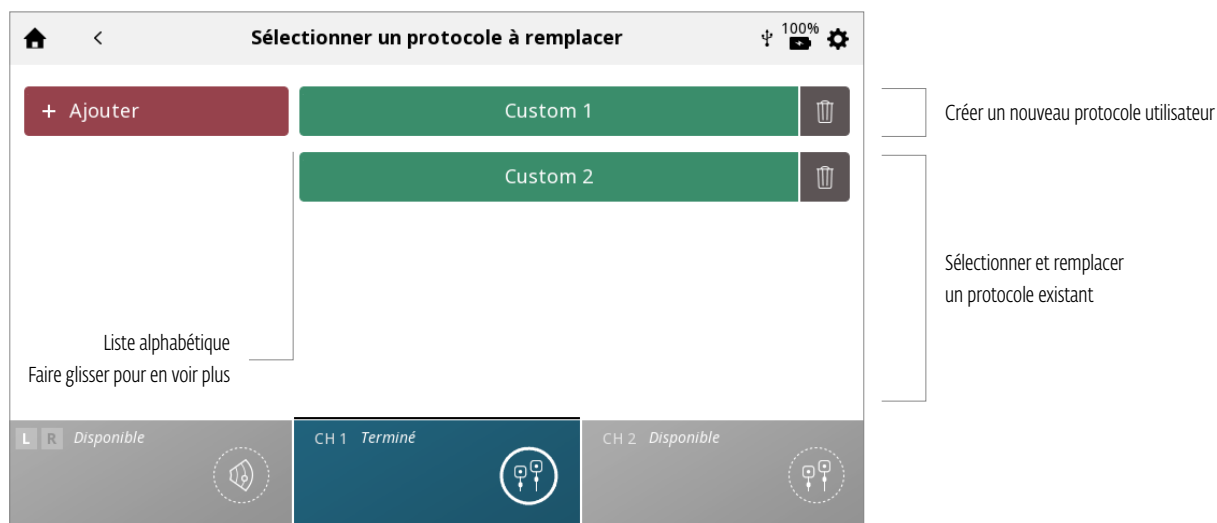 Sélectionner un protocole à remplacer
100%
+ Ajouter
Custom 1
Créer un nouveau protocole utilisateur
Custom 2
Sélectionner et remplacer
un protocole existant
Liste alphabétique
Faire glisser pour en voir plus
L R Disponible
CH 1 Terminé
CH 2 Disponible